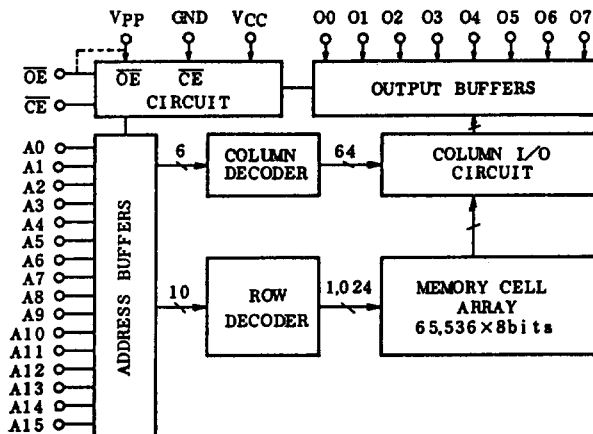 VPP GND VCC O0 O1 O2 O3 O4 O5 O6 O7
OE
CE
OE CE
CIRCUIT
OUTPUT BUFFERS
A0
A1
A2
A3
A4
A5
A6
A7
A8
A9
A10
A11
A12
A13
A14
A15
ADDRESS BUFFERS
6
COLUMN
DECODER
64
COLUMN I/O
CIRCUIT
10
ROW
DECODER
1,024
MEMORY CELL
ARRAY
65,536×8bits